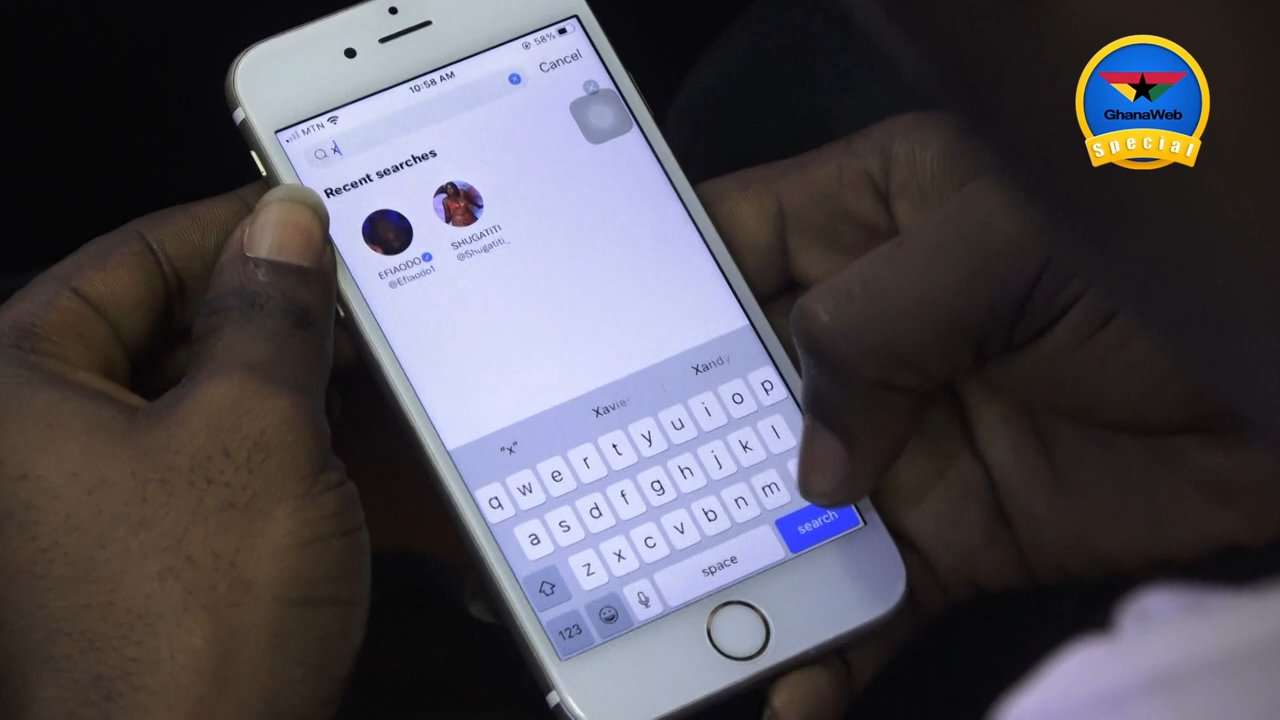 MTN
10:58 AM
58%
x
Cancel
Recent searches
EFIAODO
@Efiaodo1
SHUGATITI
@Shugatiti_
"x"
Xavier
Xandy
q w e r t y u i o p
a s d f g h j k l
z x c v b n m
123
space
search
GhanaWeb
Special